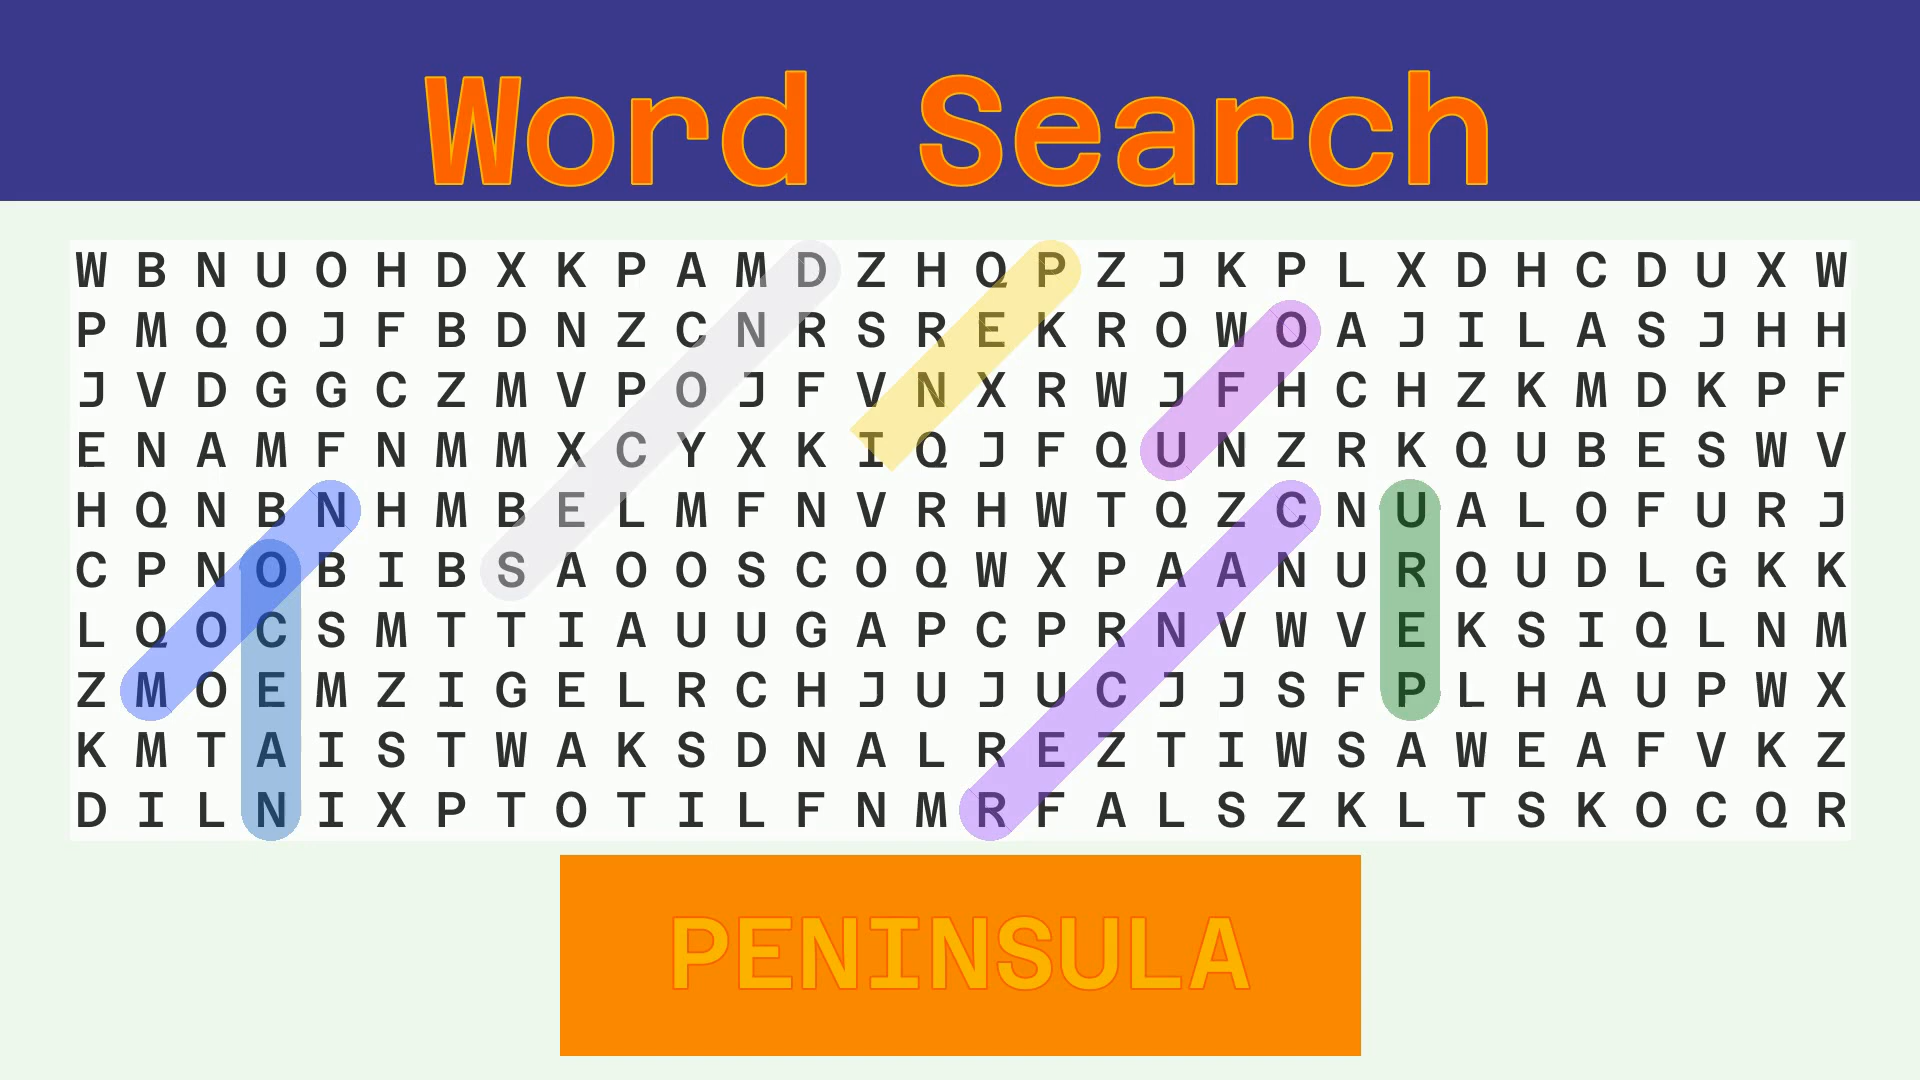 Word Search
W B N U O H D X K P A M D Z H Q P Z J K P L X D H C D U X W
P M Q O J F B D N Z C N R S R E K R O W O A J I L A S J H H
J V D G G C Z M V P O J F V N X R W J F H C H Z K M D K P F
E N A M F N M M X C Y X K I Q J F Q U N Z R K Q U B E S W V
H Q N B N H M B E L M F N V R H W T Q Z C N U A L O F U R J
C P N O B I B S A O O S C O Q W X P A A N U R Q U D L G K K
L Q O C S M T T I A U U G A P C P R N V W V E K S I Q L N M
Z M O E M Z I G E L R C H J U J U C J J S F P L H A U P W X
K M T A I S T W A K S D N A L R E Z T I W S A W E A F V K Z
D I L N I X P T O T I L F N M R F A L S Z K L T S K O C Q R
PENINSULA